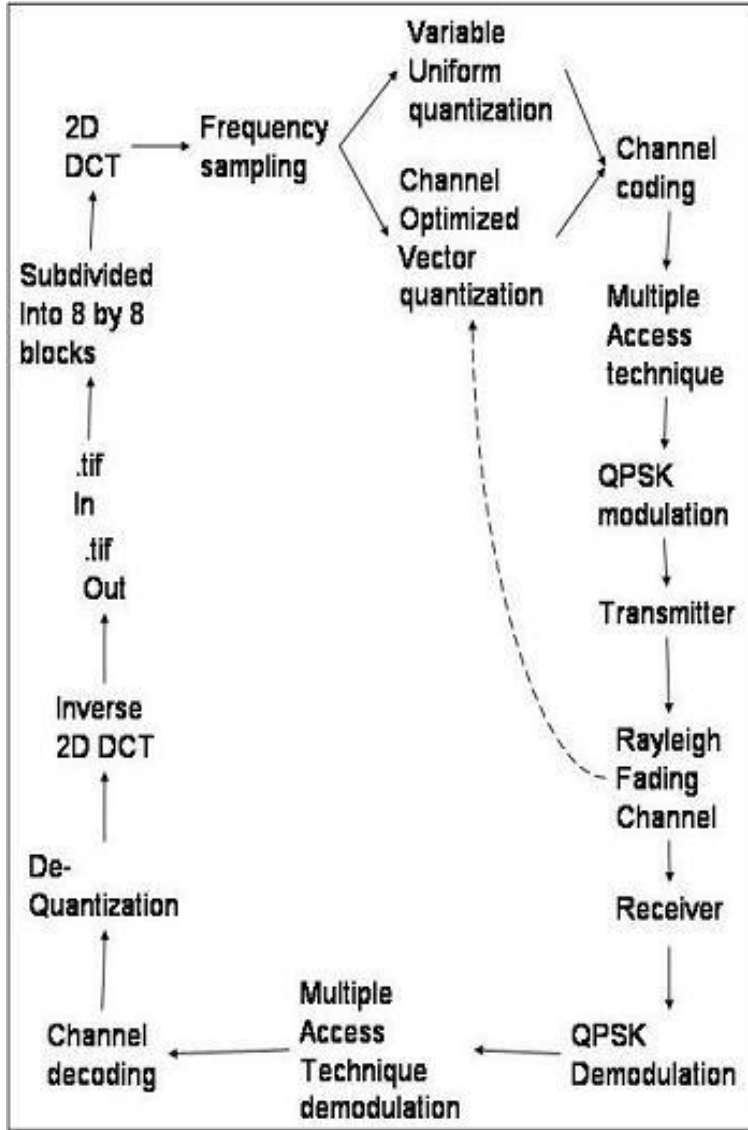 Variable
Uniform
quantization
2D
DCT
Frequency
sampling
Channel
Optimized
Vector
quantization
Channel
coding
Subdivided
Into 8 by 8
blocks
Multiple
Access
technique
.tif
In
QPSK
modulation
.tif
Out
Transmitter
Inverse
2D DCT
Rayleigh
Fading
Channel
De-
Quantization
Receiver
Multiple
Access
Technique
demodulation
Channel
decoding
QPSK
Demodulation